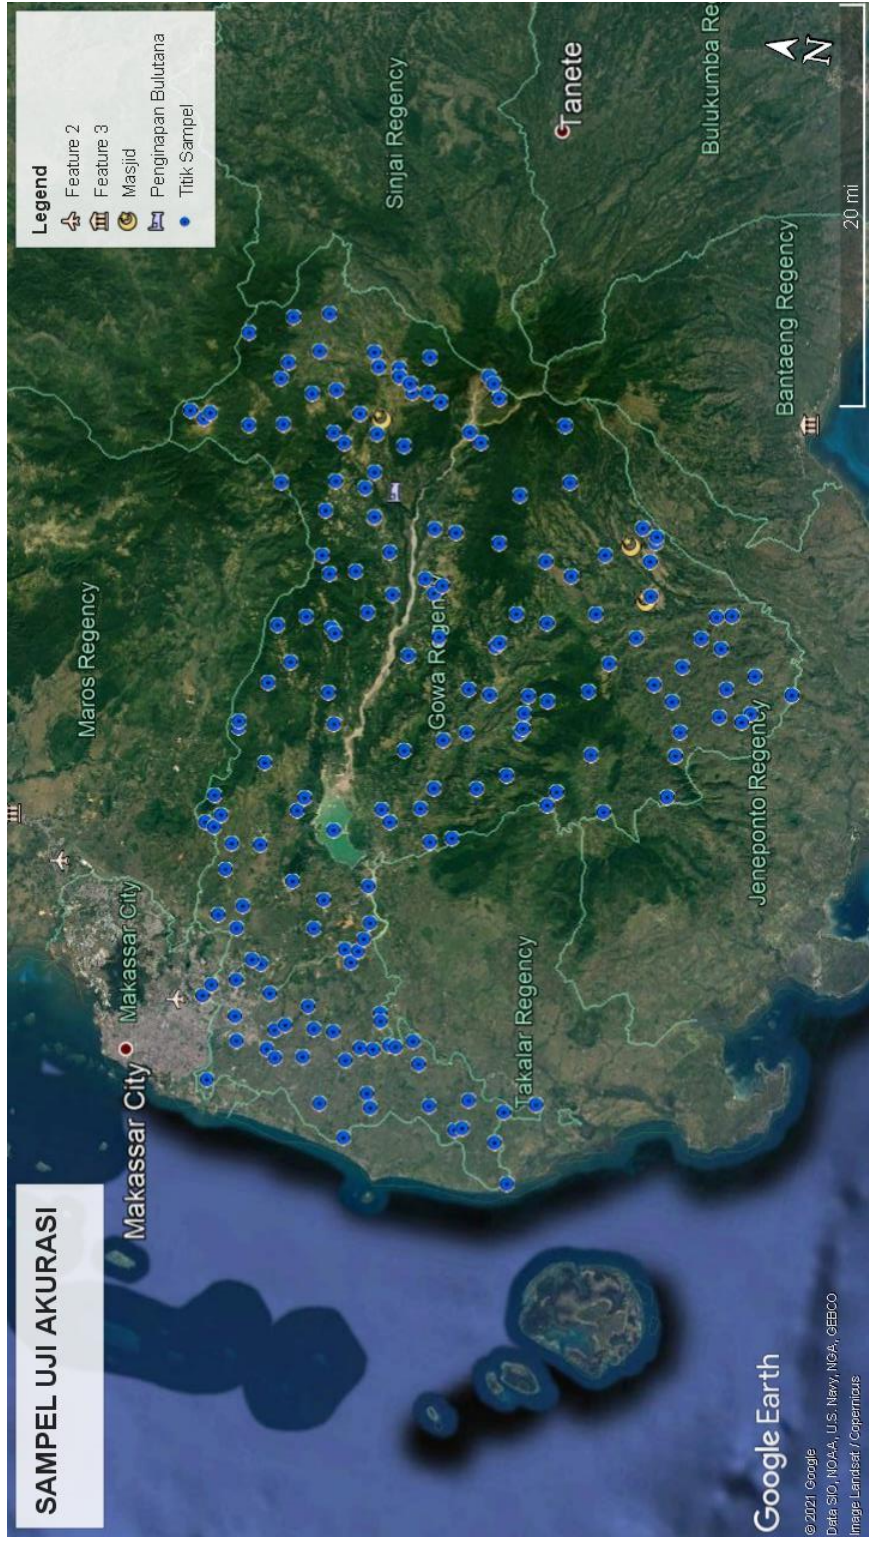 SAMPEL UJI AKURASI
Legend
Feature 2
Feature 3
Masjid
Penginapan Bulutana
Titik Sampel
Maros Regency
Makassar City
Makassar City
Sinjai Regency
Tanete
Bulukumba Re
Gowa Regency
Bantaeng Regency
Takalar Regency
Jeneponto Regency
N
20 mi
Google Earth
© 2021 Google
Data SIO, NOAA, U.S. Navy, NGA, GEBCO
Image Landsat / Copernicus